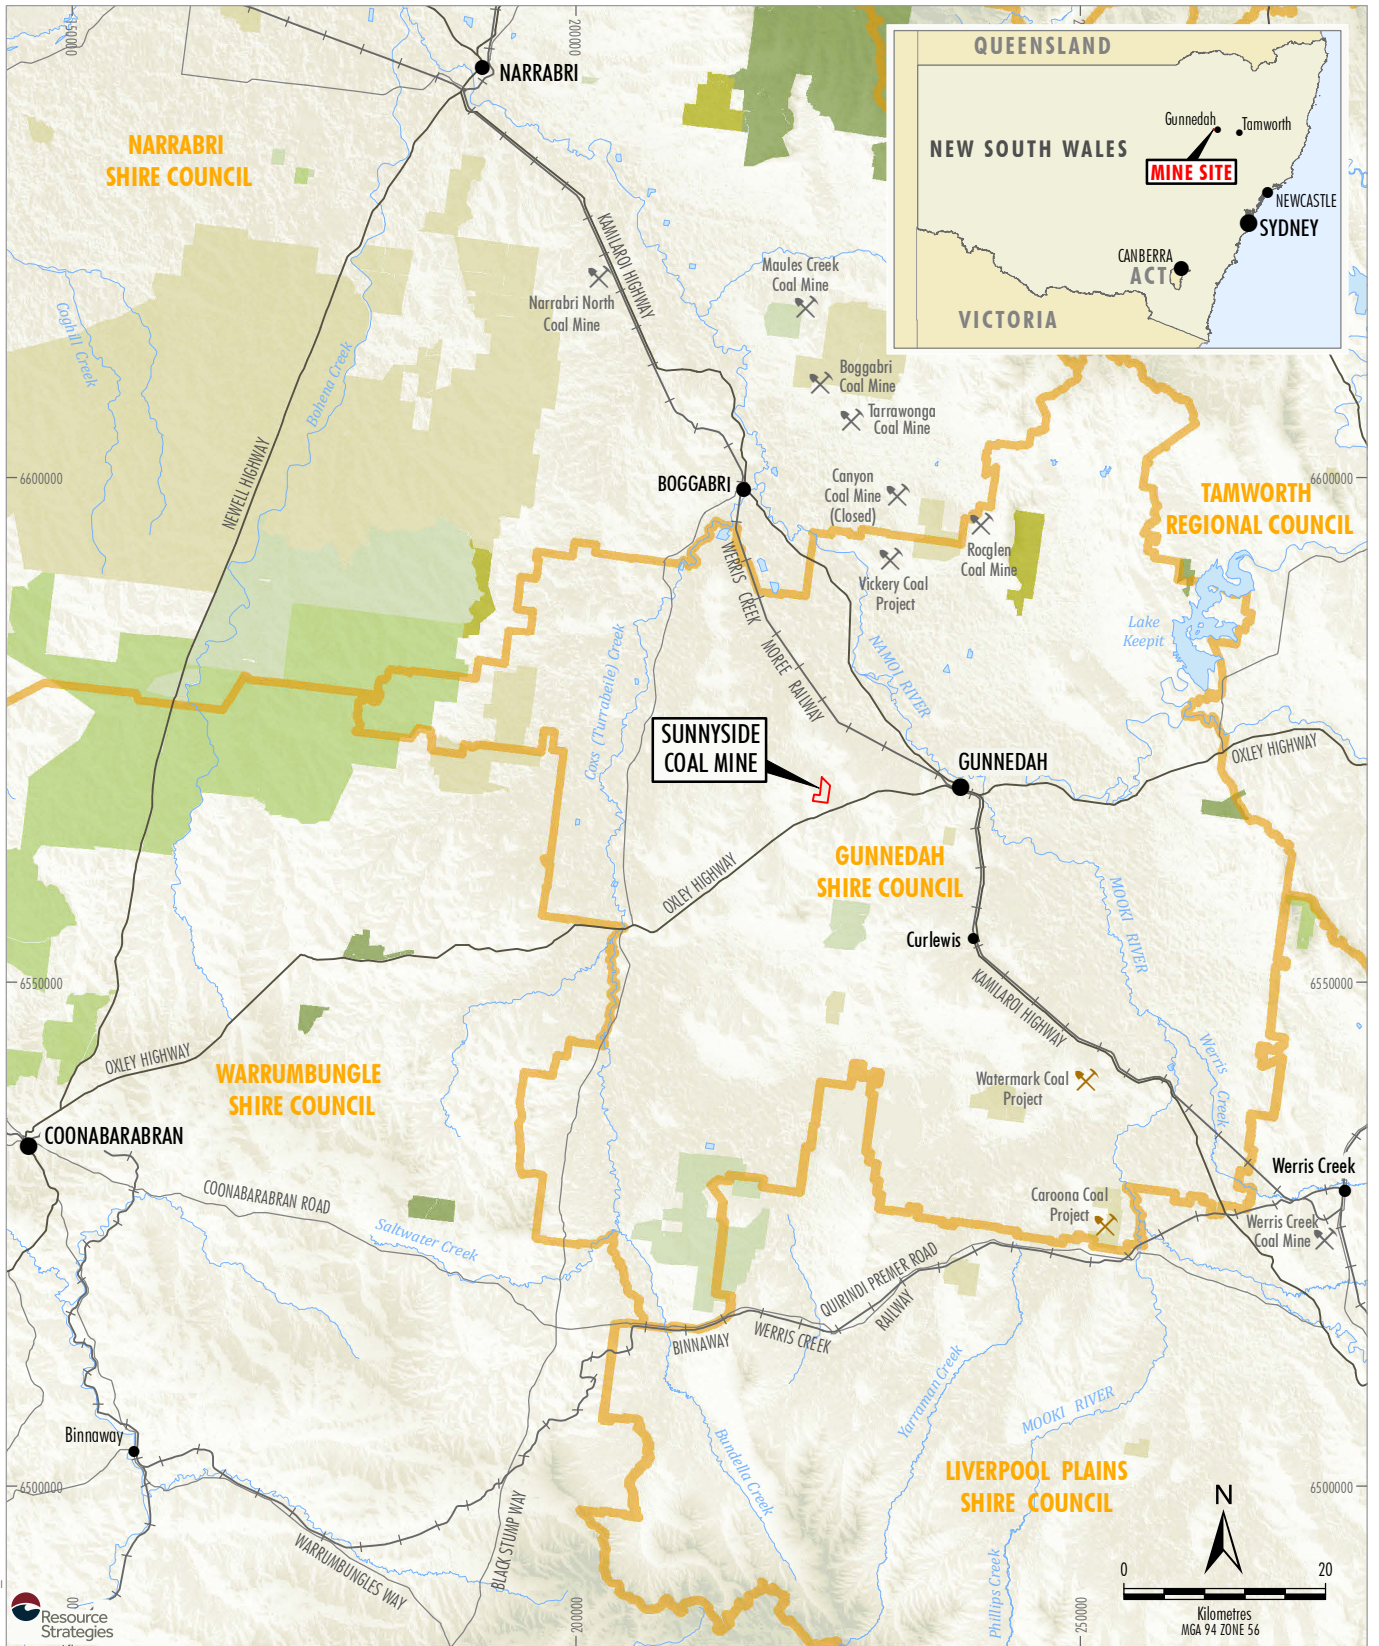 150000
200000
NARRABRI
NARRABRI
SHIRE COUNCIL
QUEENSLAND
Gunnedah
Tamworth
NEW SOUTH WALES
MINE SITE
NEWCASTLE
SYDNEY
CANBERRA
ACT
VICTORIA
KAMILAROI HIGHWAY
Maules Creek
Coal Mine
Narrabri North
Coal Mine
Coghill Creek
Bohena Creek
Boggabri
Coal Mine
Tarrawonga
Coal Mine
NEWELL HIGHWAY
6600000
6600000
BOGGABRI
Canyon
Coal Mine
(Closed)
TAMWORTH
REGIONAL COUNCIL
Rocglen
Coal Mine
Vickery Coal
Project
WERRIS CREEK MOREE RAILWAY
Lake
Keepit
Coxs (Turrabeile) Creek
NAMOI RIVER
SUNNYSIDE
COAL MINE
GUNNEDAH
OXLEY HIGHWAY
GUNNEDAH
SHIRE COUNCIL
OXLEY HIGHWAY
MOOKI RIVER
Curlewis
6550000
6550000
KAMILAROI HIGHWAY
OXLEY HIGHWAY
WARRUMBUNGLE
SHIRE COUNCIL
Werris Creek
Watermark Coal
Project
COONABARABRAN
Werris Creek
COONABARABRAN ROAD
Caroona Coal
Project
Saltwater Creek
Werris Creek
Coal Mine
QUIRINDI PREMER ROAD
BINNAWAY WERRIS CREEK RAILWAY
Yarraman Creek
MOOKI RIVER
Binnaway
Bundella Creek
LIVERPOOL PLAINS
SHIRE COUNCIL
6500000
6500000
N
BLACK STUMP WAY
WARRUMBUNGLES WAY
Phillips Creek
0 20
Kilometres
MGA 94 ZONE 56
Resource
Strategies
200000
250000